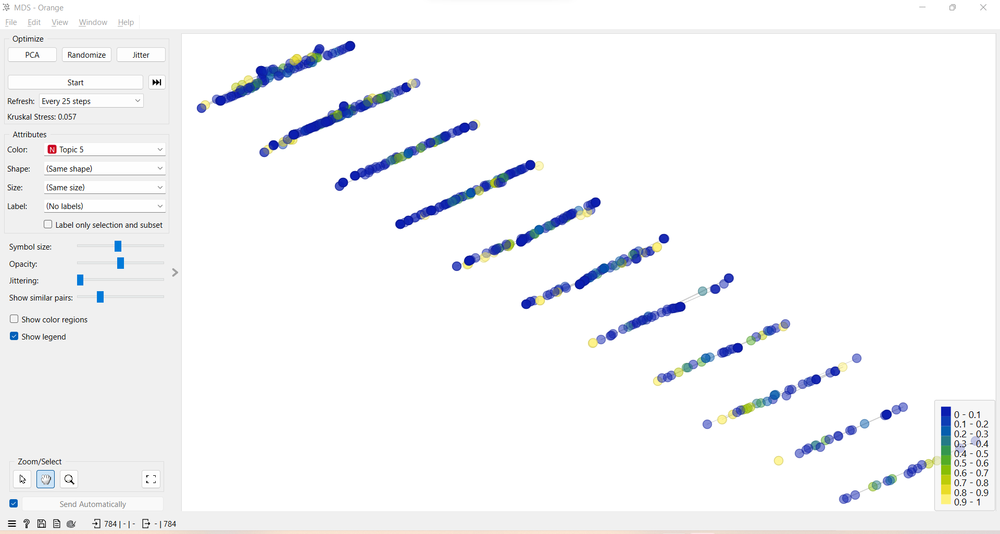 MDS - Orange
File Edit View Window Help
Optimize
PCA Randomize Jitter
Start
Refresh: Every 25 steps
Kruskal Stress: 0.057
Attributes
Color: N Topic 5
Shape: (Same shape)
Size: (Same size)
Label: (No labels)
Label only selection and subset
Symbol size:
Opacity:
Jittering:
Show similar pairs:
Show color regions
Show legend
0 - 0.1
0.1 - 0.2
0.2 - 0.3
0.3 - 0.4
0.4 - 0.5
0.5 - 0.6
0.6 - 0.7
0.7 - 0.8
0.8 - 0.9
0.9 - 1
Zoom/Select
Send Automatically
? 784 | - | - - | 784